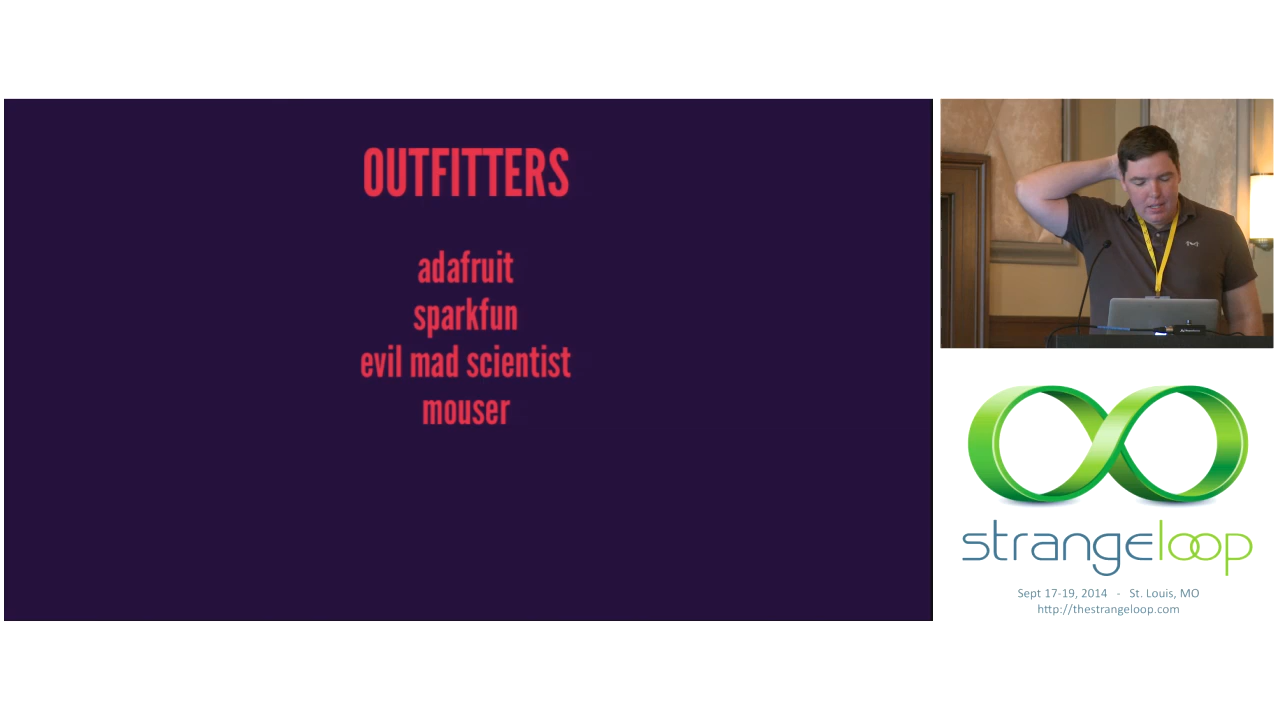 OUTFITTERS
adafruit
sparkfun
evil mad scientist
mouser
strangeloop
Sept 17-19, 2014 - St. Louis, MO
http://thestrangeloop.com